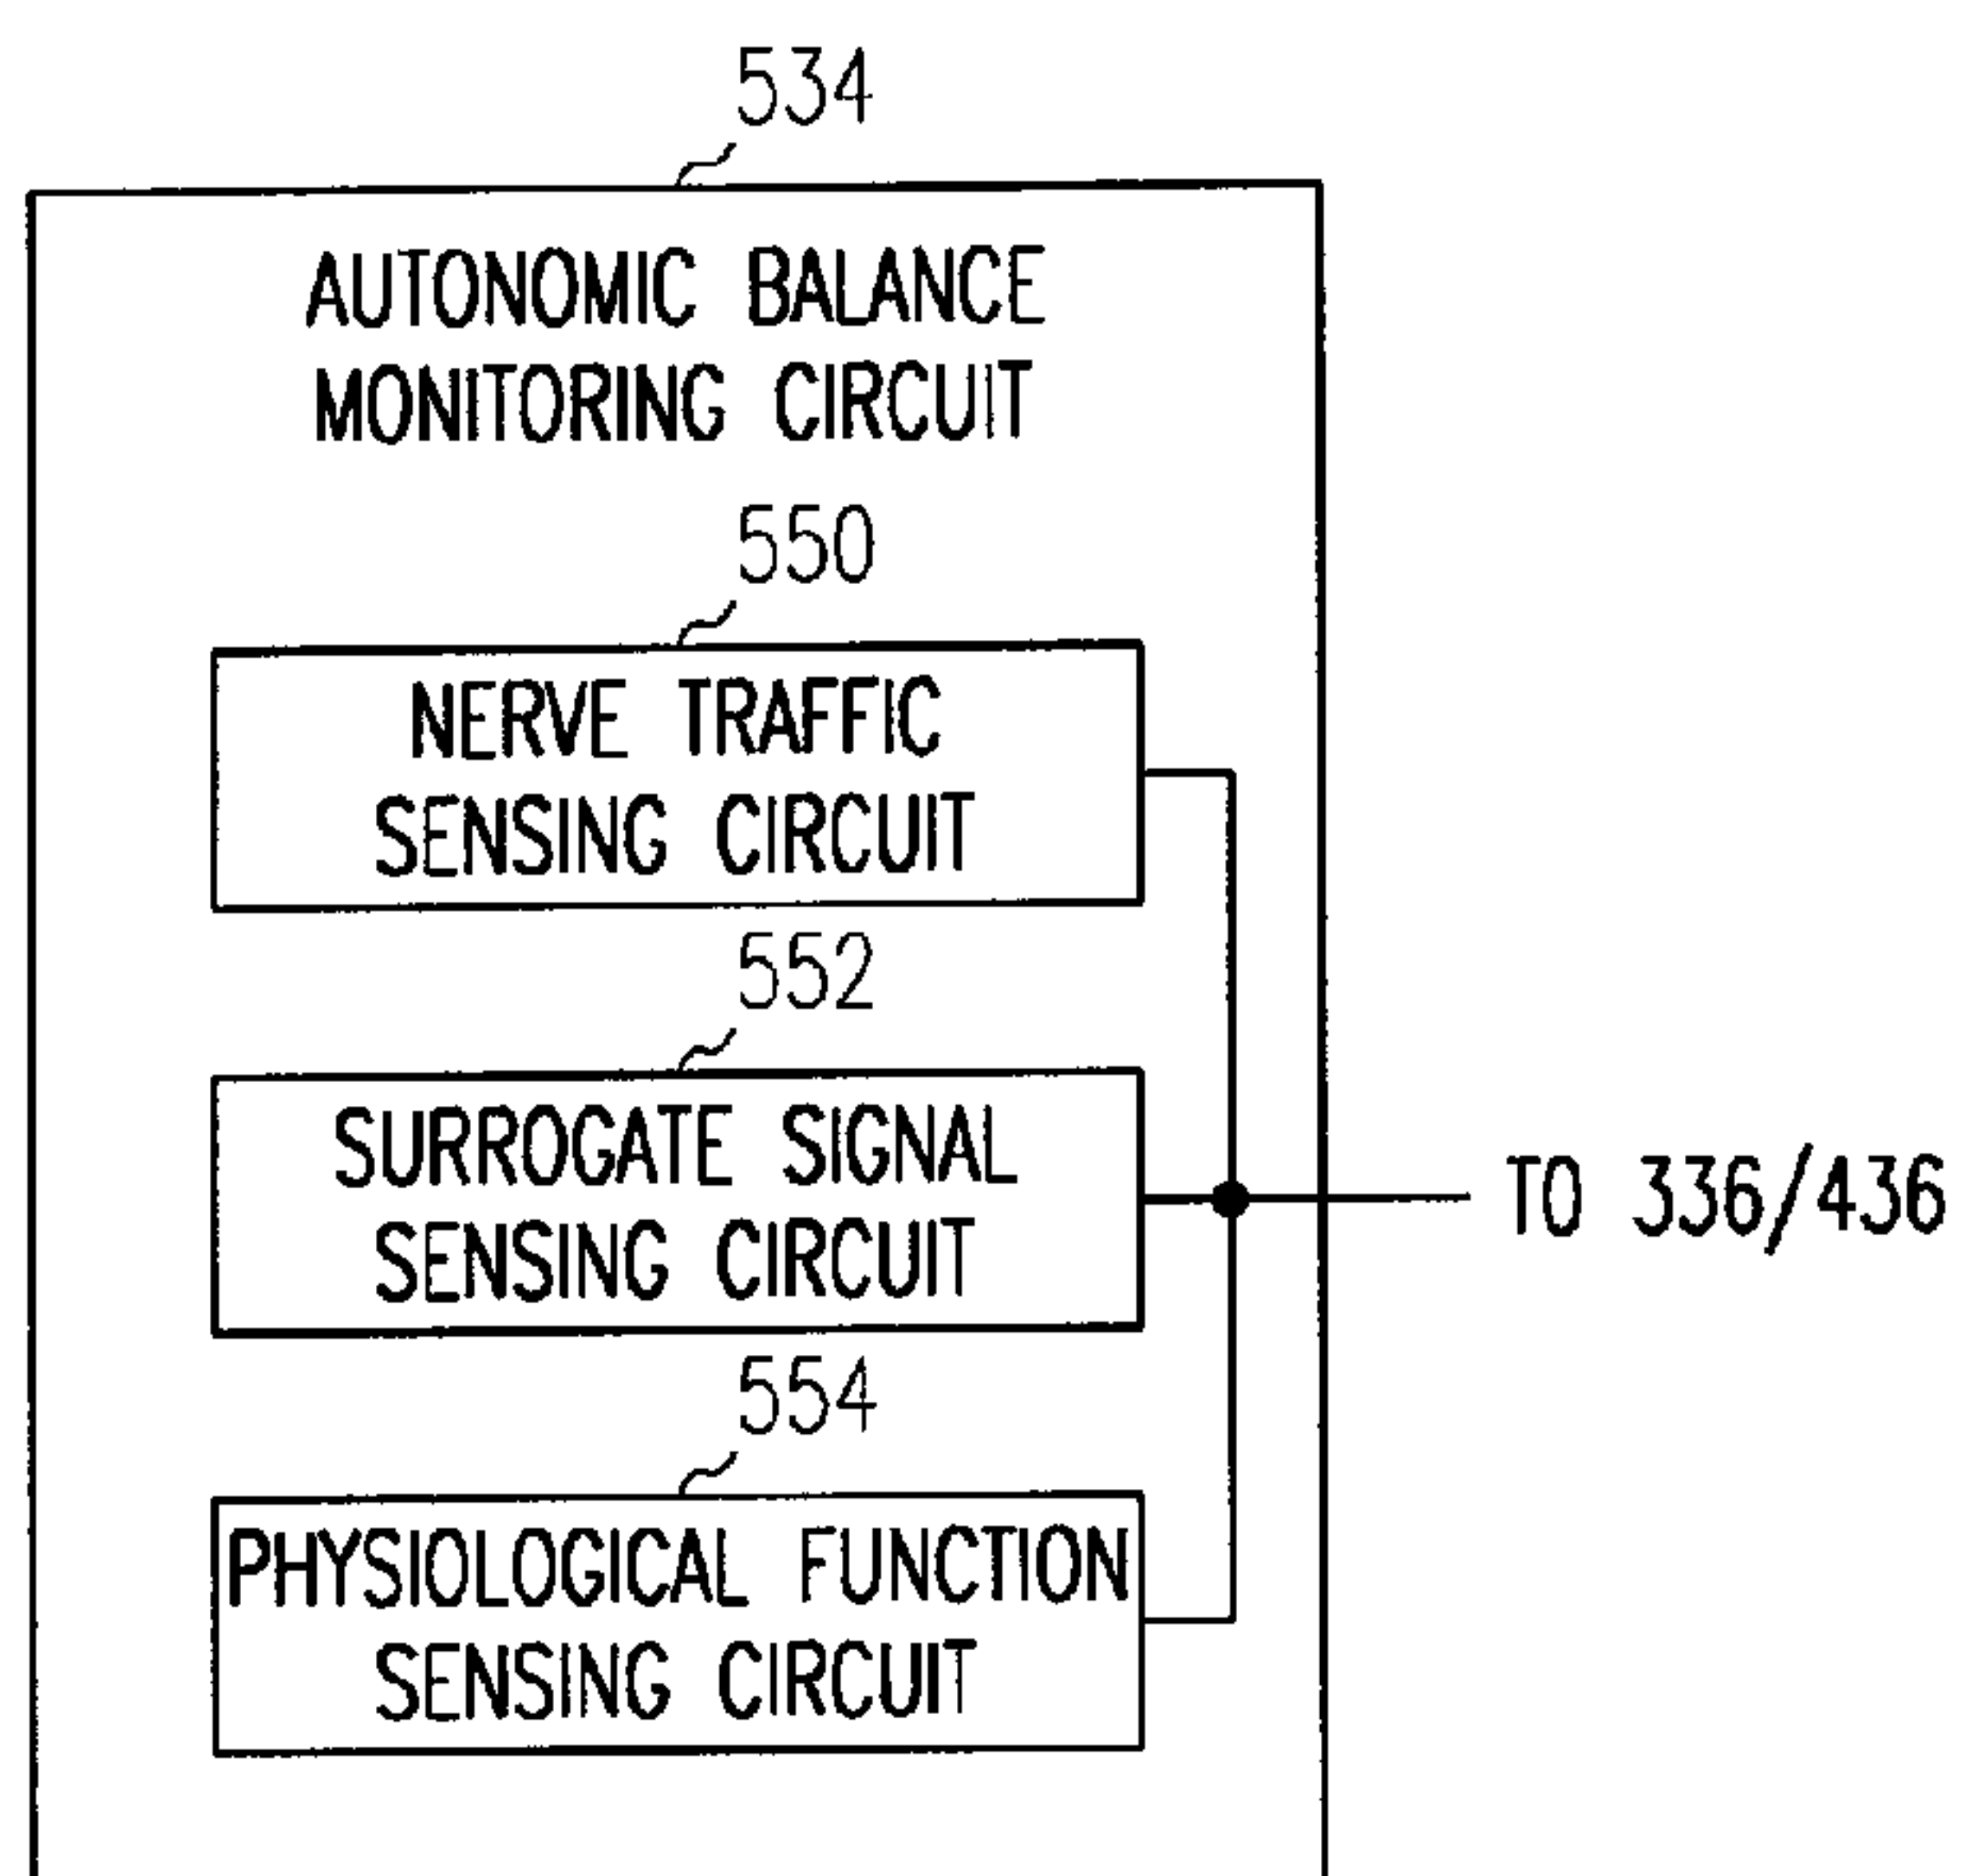 534
AUTONOMIC BALANCE
MONITORING CIRCUIT
550
NERVE TRAFFIC
SENSING CIRCUIT
552
SURROGATE SIGNAL
SENSING CIRCUIT
TO 336/436
554
PHYSIOLOGICAL FUNCTION
SENSING CIRCUIT